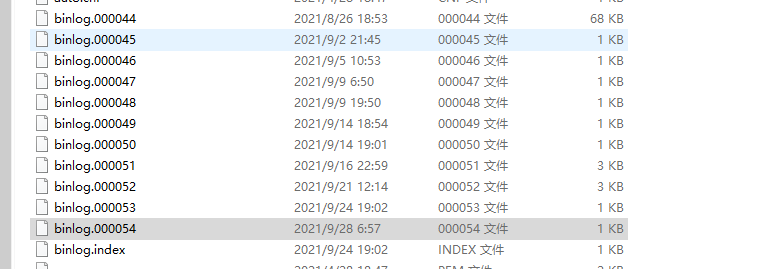 binlog.000044 2021/8/26 18:53 000044 文件 68 KB
binlog.000045 2021/9/2 21:45 000045 文件 1 KB
binlog.000046 2021/9/5 10:53 000046 文件 1 KB
binlog.000047 2021/9/9 6:50 000047 文件 1 KB
binlog.000048 2021/9/9 19:50 000048 文件 1 KB
binlog.000049 2021/9/14 18:54 000049 文件 1 KB
binlog.000050 2021/9/14 19:01 000050 文件 1 KB
binlog.000051 2021/9/16 22:59 000051 文件 3 KB
binlog.000052 2021/9/21 12:14 000052 文件 3 KB
binlog.000053 2021/9/24 19:02 000053 文件 1 KB
binlog.000054 2021/9/28 6:57 000054 文件 1 KB
binlog.index 2021/9/24 19:02 INDEX 文件 1 KB